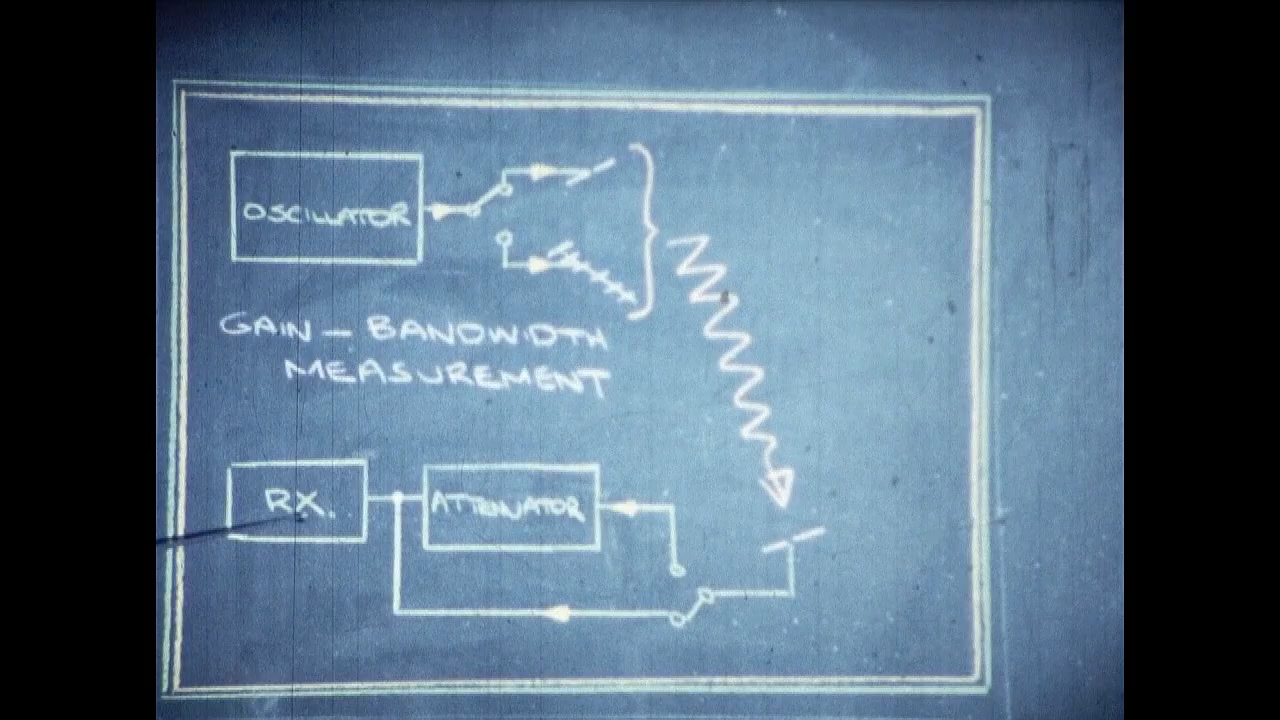 OSCILLATOR
GAIN – BANDWIDTH
MEASUREMENT
RX.
ATTENUATOR